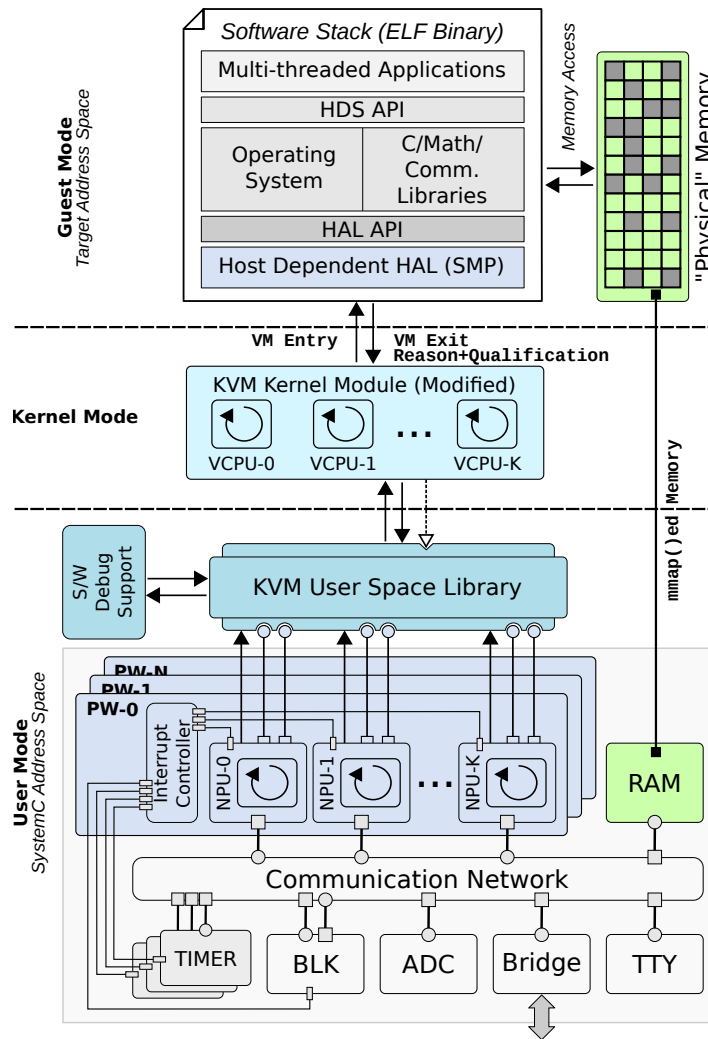 Software Stack (ELF Binary)
Multi-threaded Applications
HDS API
Operating
System
C/Math/
Comm.
Libraries
HAL API
Host Dependent HAL (SMP)
Memory Access
"Physical" Memory
Guest Mode
Target Address Space
VM Entry
VM Exit
Reason+Qualification
Kernel Mode
KVM Kernel Module (Modified)
VCPU-0
VCPU-1
...
VCPU-K
mmap()ed Memory
S/W
Debug
Support
KVM User Space Library
User Mode
SystemC Address Space
PW-N
PW-1
PW-0
Interrupt
Controller
NPU-0
NPU-1
...
NPU-K
RAM
Communication Network
TIMER
BLK
ADC
Bridge
TTY